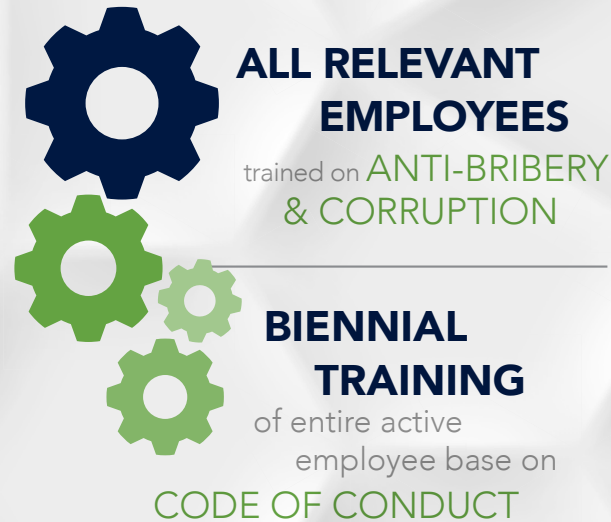 ALL RELEVANT
EMPLOYEES
trained on ANTI-BRIBERY
& CORRUPTION
BIENNIAL
TRAINING
of entire active
employee base on
CODE OF CONDUCT